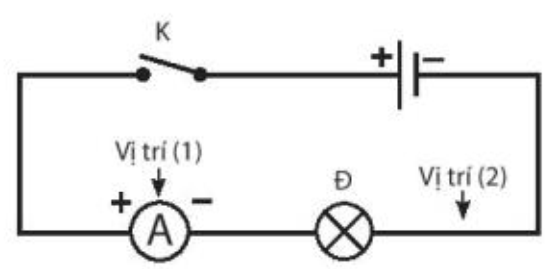 K
+ −
Vị trí (1)
Đ
Vị trí (2)
+ −
A